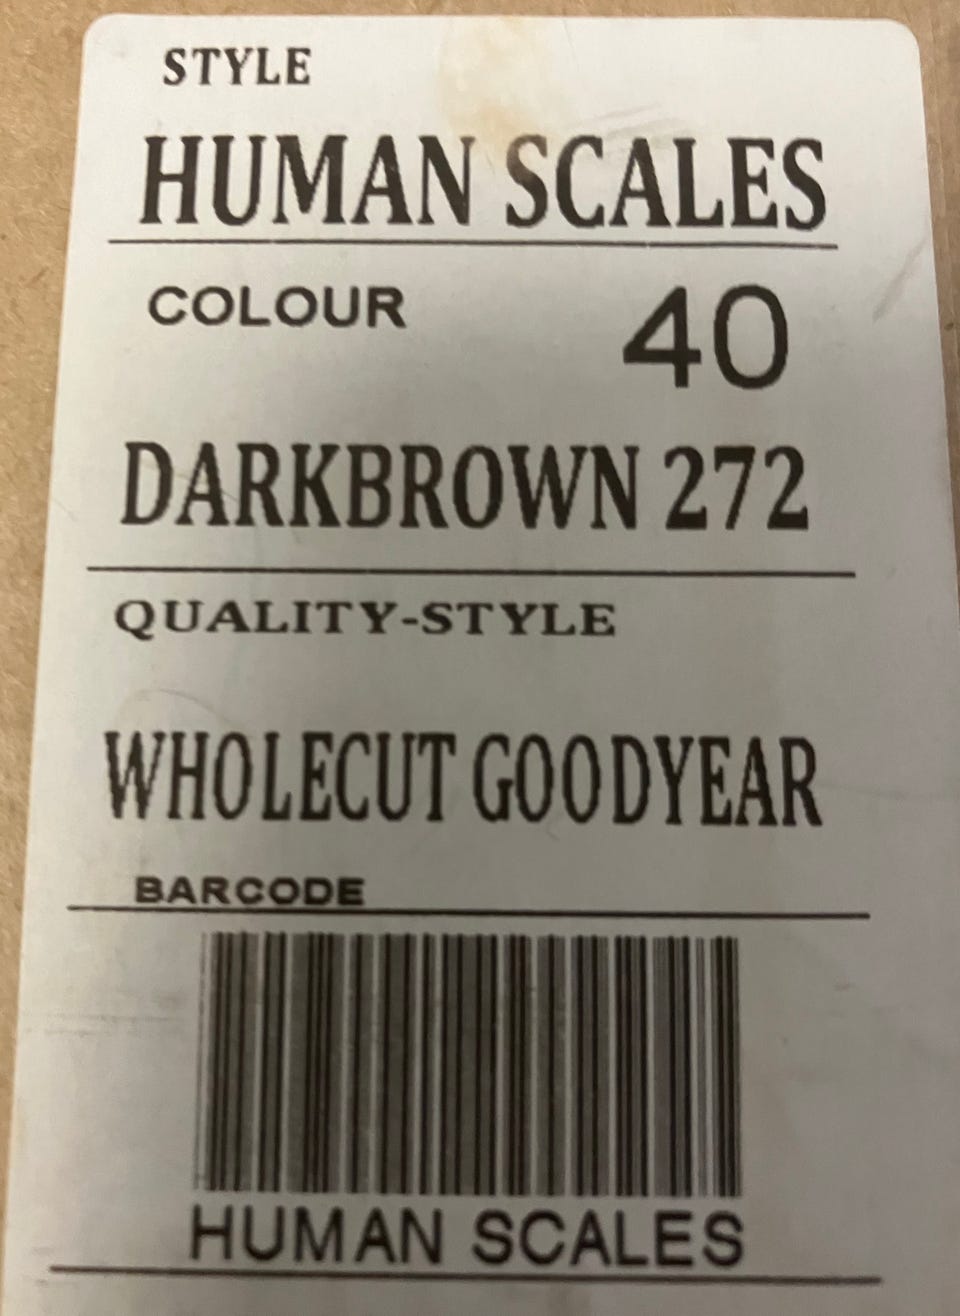 STYLE
HUMAN SCALES
COLOUR 40
DARKBROWN 272
QUALITY-STYLE
WHOLECUT GOODYEAR
BARCODE
HUMAN SCALES